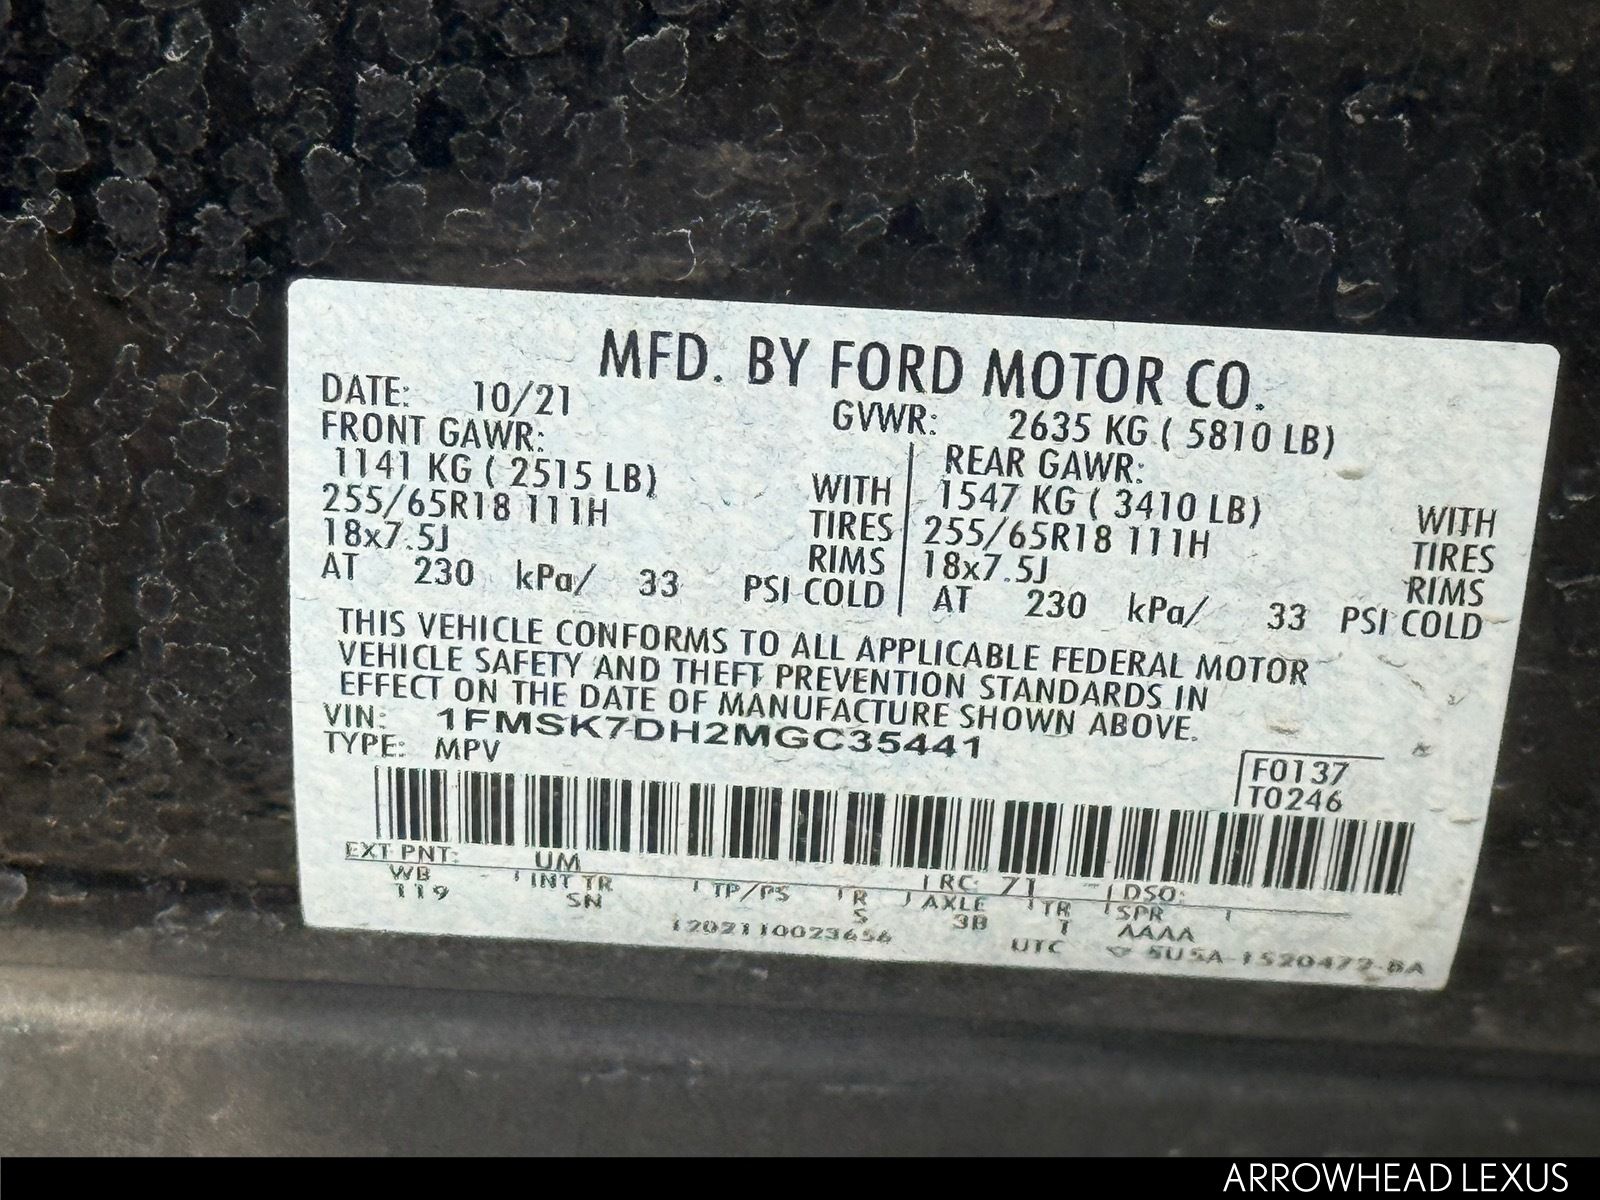 MFD. BY FORD MOTOR CO.
DATE: 10/21
GVWR: 2635 KG ( 5810 LB)
FRONT GAWR:
1141 KG ( 2515 LB) WITH
255/65R18 111H TIRES
18x7.5J RIMS
AT 230 kPa/ 33 PSI COLD
REAR GAWR:
1547 KG ( 3410 LB) WITH
255/65R18 111H TIRES
18x7.5J RIMS
AT 230 kPa/ 33 PSI COLD
THIS VEHICLE CONFORMS TO ALL APPLICABLE FEDERAL MOTOR
VEHICLE SAFETY AND THEFT PREVENTION STANDARDS IN
EFFECT ON THE DATE OF MANUFACTURE SHOWN ABOVE.
VIN: 1FMSK7DH2MGC35441
TYPE: MPV
F0137
T0246
EXT PNT: UM RC: 71 DSO:
WB INT TR TP/PS R AXLE TR SPR
119 SN S 3B T AAAA
1202110023656
UTC 5U5A-1520472-BA
ARROWHEAD LEXUS